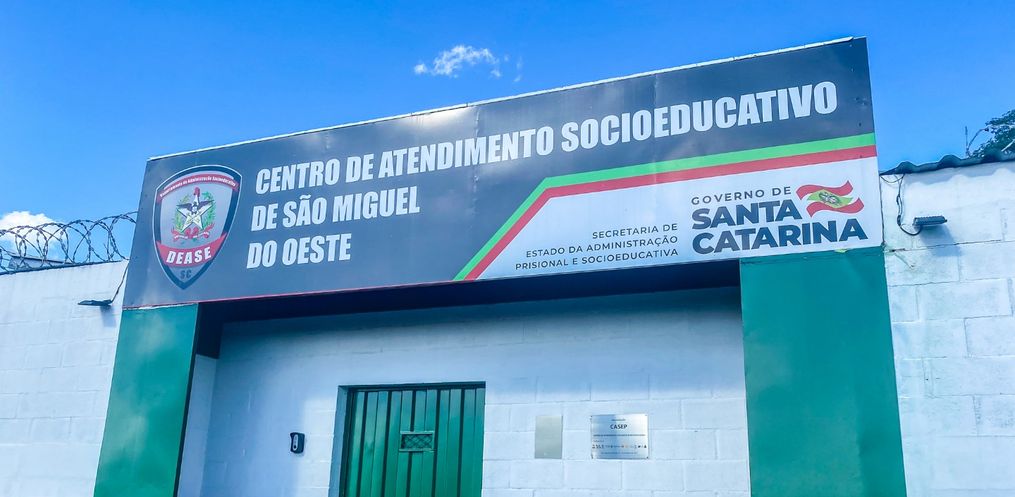 CENTRO DE ATENDIMENTO SOCIOEDUCATIVO
DE SÃO MIGUEL
DO OESTE
DEASE
SC
SECRETARIA DE
ESTADO DA ADMINISTRAÇÃO
PRISIONAL E SOCIOEDUCATIVA
GOVERNO DE
SANTA
CATARINA
CASEP